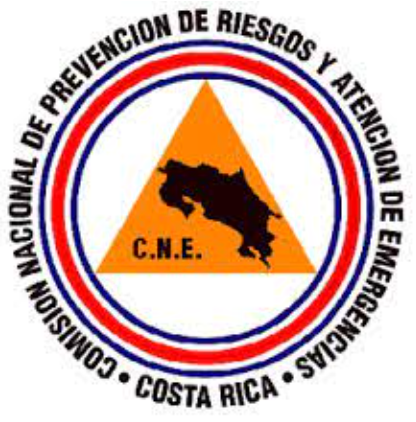 COMISION NACIONAL DE PREVENCION DE RIESGOS Y ATENCION DE EMERGENCIAS
• COSTA RICA •
C.N.E.